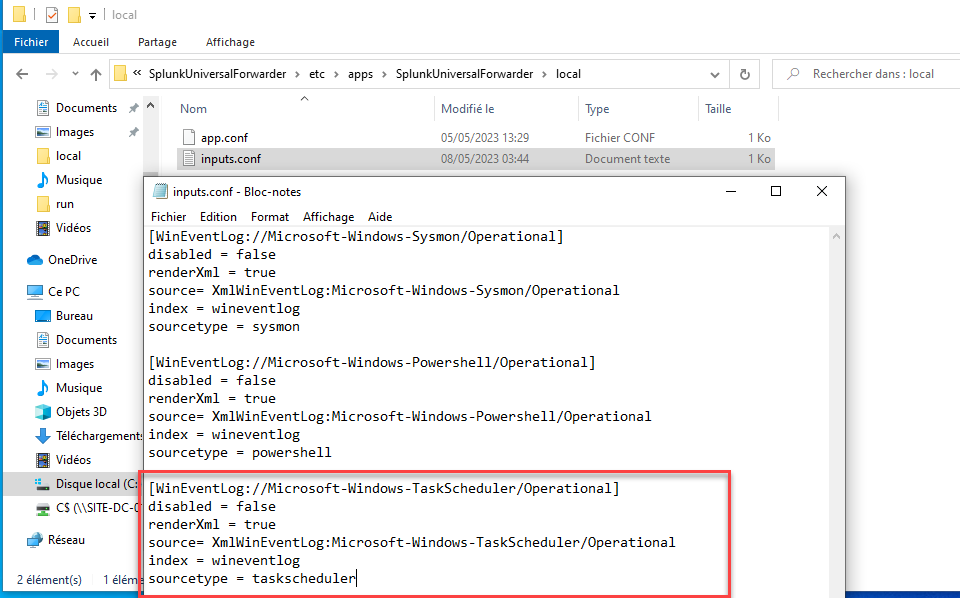 local
Fichier Accueil Partage Affichage
« SplunkUniversalForwarder > etc > apps > SplunkUniversalForwarder > local
Rechercher dans : local
Nom Modifié le Type Taille
app.conf 05/05/2023 13:29 Fichier CONF 1 Ko
inputs.conf 08/05/2023 03:44 Document texte 1 Ko
Documents
Images
local
Musique
run
Vidéos
OneDrive
Ce PC
Bureau
Documents
Images
Musique
Objets 3D
Téléchargements
Vidéos
Disque local (C:
C$ (\\SITE-DC-0
Réseau
2 élément(s) 1 éléme
inputs.conf - Bloc-notes
Fichier Edition Format Affichage Aide
[WinEventLog://Microsoft-Windows-Sysmon/Operational]
disabled = false
renderXml = true
source= XmlWinEventLog:Microsoft-Windows-Sysmon/Operational
index = wineventlog
sourcetype = sysmon
[WinEventLog://Microsoft-Windows-Powershell/Operational]
disabled = false
renderXml = true
source= XmlWinEventLog:Microsoft-Windows-Powershell/Operational
index = wineventlog
sourcetype = powershell
[WinEventLog://Microsoft-Windows-TaskScheduler/Operational]
disabled = false
renderXml = true
source= XmlWinEventLog:Microsoft-Windows-TaskScheduler/Operational
index = wineventlog
sourcetype = taskscheduler